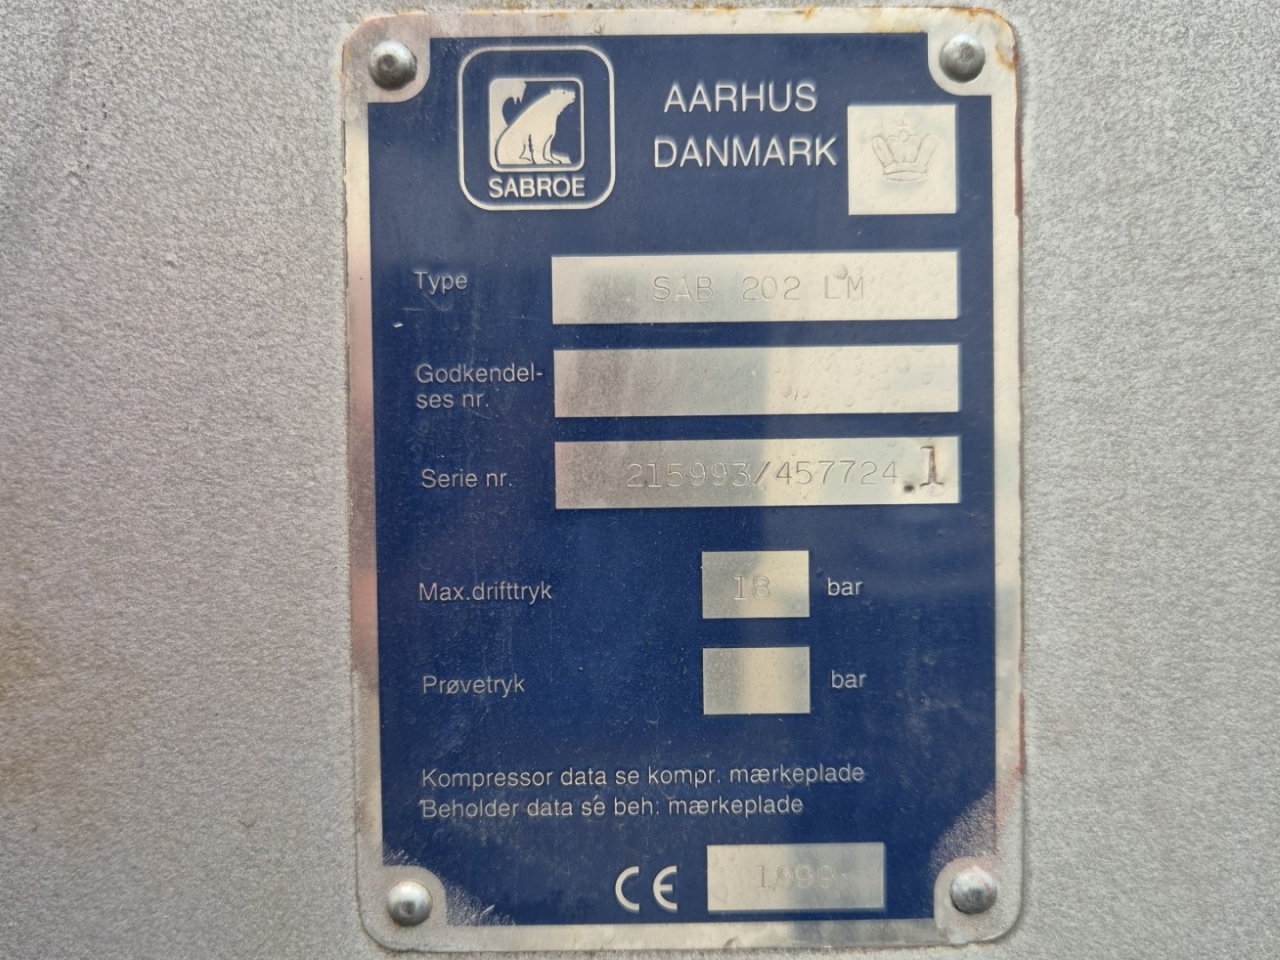 SABROE
AARHUS
DANMARK
Type SAB 202 LM
Godkendel-
ses nr.
Serie nr. 215993/457724.1
Max.drifttryk 18 bar
Prøvetryk bar
Kompressor data se kompr. mærkeplade
Beholder data se beh. mærkeplade
CE 1999